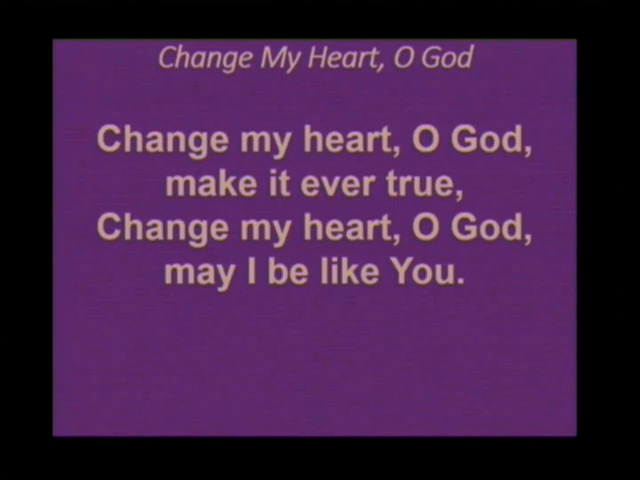 Change My Heart, O God
Change my heart, O God,
make it ever true,
Change my heart, O God,
may I be like You.